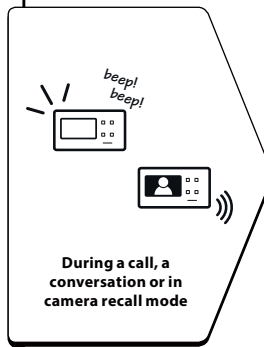 beep!
beep!
During a call, a
conversation or in
camera recall mode